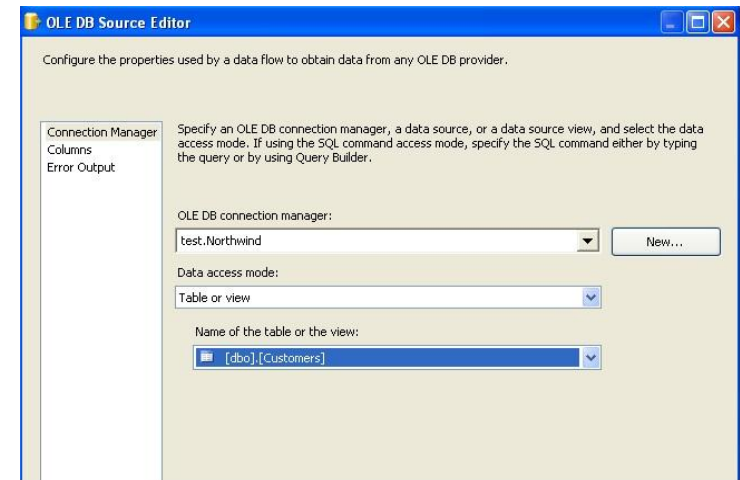 OLE DB Source Editor
Configure the properties used by a data flow to obtain data from any OLE DB provider.
Connection Manager
Columns
Error Output
Specify an OLE DB connection manager, a data source, or a data source view, and select the data
access mode. If using the SQL command access mode, specify the SQL command either by typing
the query or by using Query Builder.
OLE DB connection manager:
test.Northwind
New...
Data access mode:
Table or view
Name of the table or the view:
[dbo].[Customers]